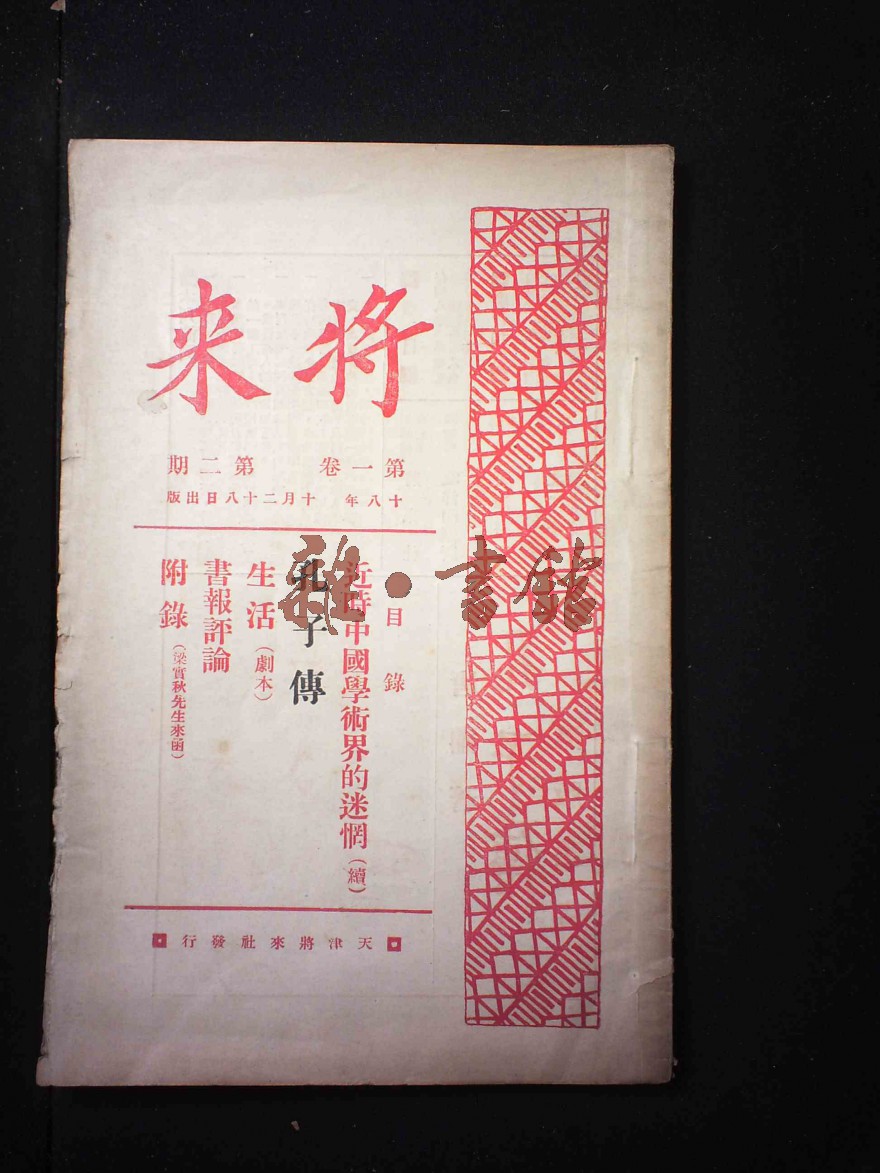 将来
第一卷　第二期
十八年　十月二十八日出版
目錄
近時中國學術界的迷惘（續）
孔子傳
生活（劇本）
書報評論
附錄（梁實秋先生來函）
天津將來社發行
雜·書館